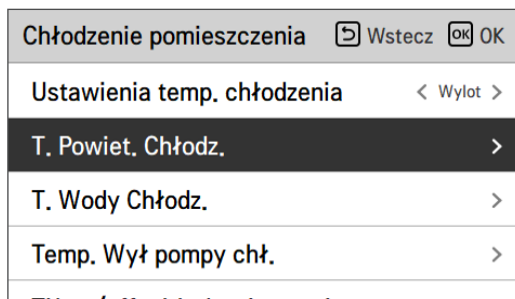 Chłodzenie pomieszczenia Wstecz OK OK
Ustawienia temp. chłodzenia < Wylot >
T. Powiet. Chłodz. >
T. Wody Chłodz. >
Temp. Wył pompy chł. >